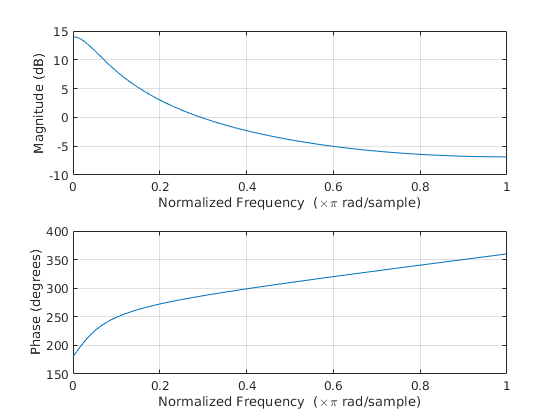 15
10
5
0
-5
-10
Magnitude (dB)
0 0.2 0.4 0.6 0.8 1
Normalized Frequency (×π rad/sample)
400
350
300
250
200
150
Phase (degrees)
0 0.2 0.4 0.6 0.8 1
Normalized Frequency (×π rad/sample)